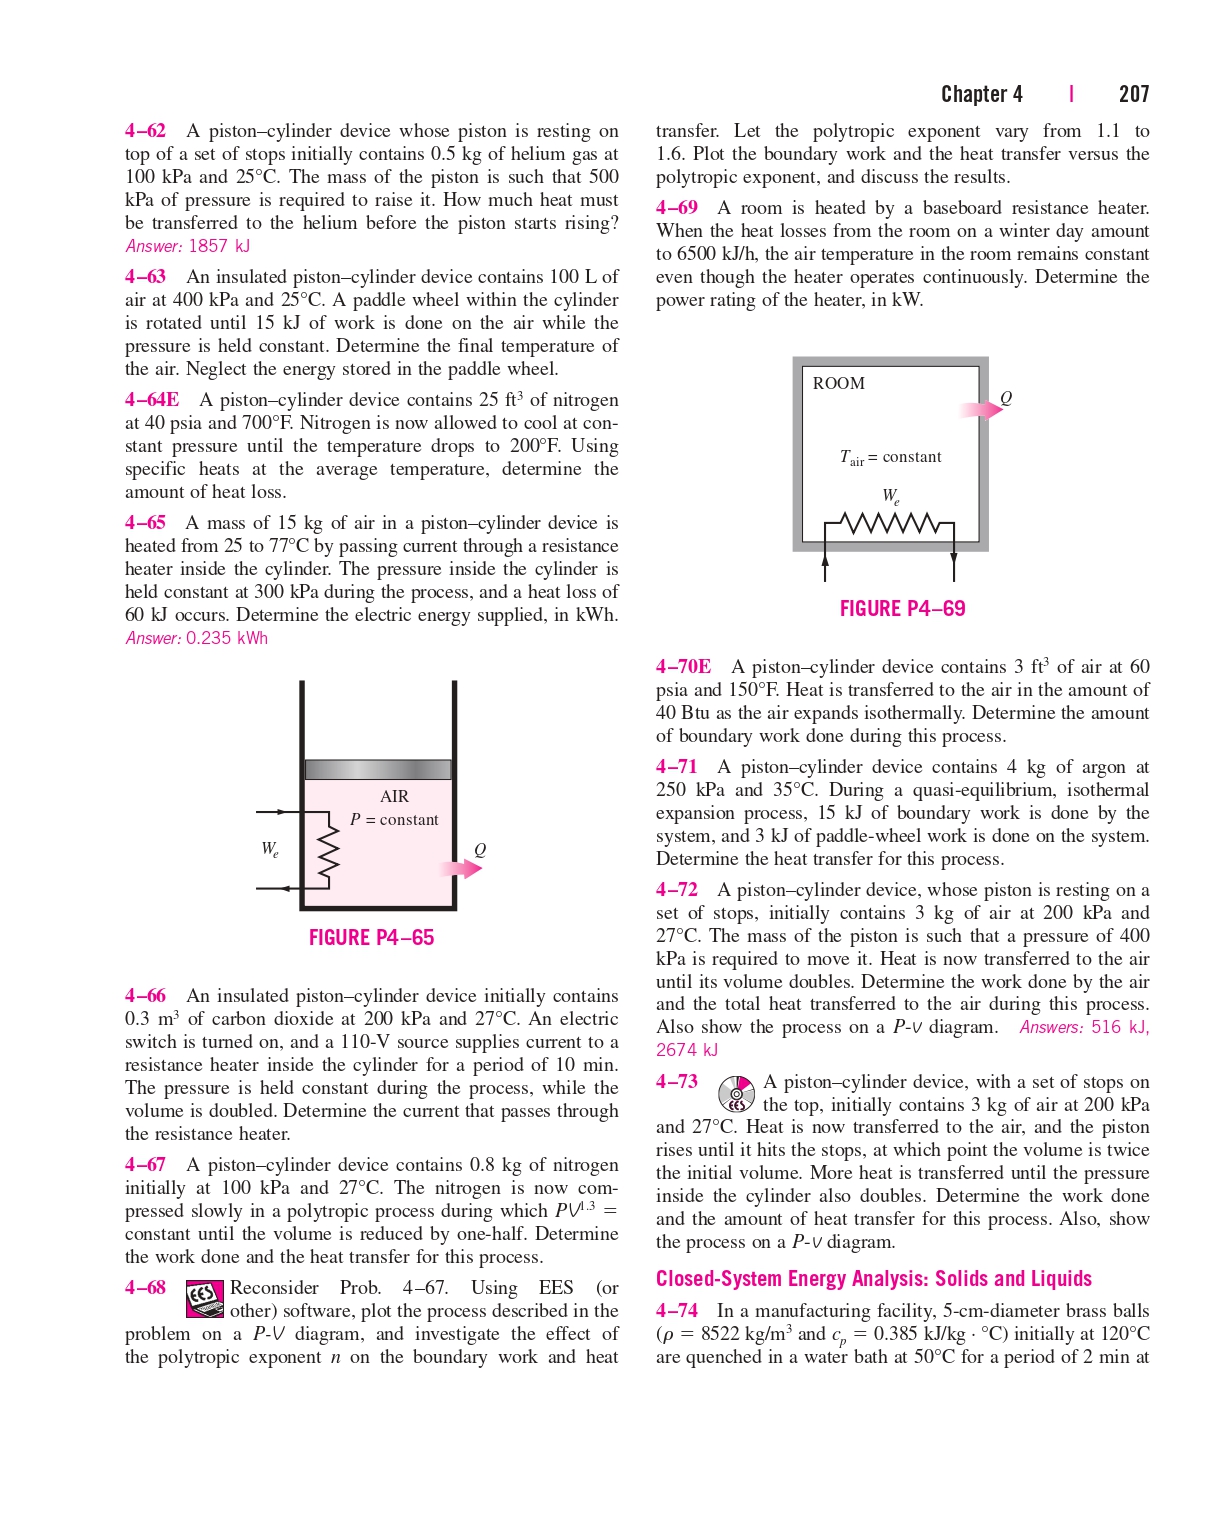 Chapter 4 | 207
4–62 A piston–cylinder device whose piston is resting on
top of a set of stops initially contains 0.5 kg of helium gas at
100 kPa and 25°C. The mass of the piston is such that 500
kPa of pressure is required to raise it. How much heat must
be transferred to the helium before the piston starts rising?
Answer: 1857 kJ
4–63 An insulated piston–cylinder device contains 100 L of
air at 400 kPa and 25°C. A paddle wheel within the cylinder
is rotated until 15 kJ of work is done on the air while the
pressure is held constant. Determine the final temperature of
the air. Neglect the energy stored in the paddle wheel.
4–64E A piston–cylinder device contains 25 ft³ of nitrogen
at 40 psia and 700°F. Nitrogen is now allowed to cool at con-
stant pressure until the temperature drops to 200°F. Using
specific heats at the average temperature, determine the
amount of heat loss.
4–65 A mass of 15 kg of air in a piston–cylinder device is
heated from 25 to 77°C by passing current through a resistance
heater inside the cylinder. The pressure inside the cylinder is
held constant at 300 kPa during the process, and a heat loss of
60 kJ occurs. Determine the electric energy supplied, in kWh.
Answer: 0.235 kWh
AIR
P = constant
We
Q
FIGURE P4–65
4–66 An insulated piston–cylinder device initially contains
0.3 m³ of carbon dioxide at 200 kPa and 27°C. An electric
switch is turned on, and a 110-V source supplies current to a
resistance heater inside the cylinder for a period of 10 min.
The pressure is held constant during the process, while the
volume is doubled. Determine the current that passes through
the resistance heater.
4–67 A piston–cylinder device contains 0.8 kg of nitrogen
initially at 100 kPa and 27°C. The nitrogen is now com-
pressed slowly in a polytropic process during which PV^1.3 =
constant until the volume is reduced by one-half. Determine
the work done and the heat transfer for this process.
4–68 EES Reconsider Prob. 4–67. Using EES (or
other) software, plot the process described in the
problem on a P-V diagram, and investigate the effect of
the polytropic exponent n on the boundary work and heat
transfer. Let the polytropic exponent vary from 1.1 to
1.6. Plot the boundary work and the heat transfer versus the
polytropic exponent, and discuss the results.
4–69 A room is heated by a baseboard resistance heater.
When the heat losses from the room on a winter day amount
to 6500 kJ/h, the air temperature in the room remains constant
even though the heater operates continuously. Determine the
power rating of the heater, in kW.
ROOM
Q
Tair = constant
We
FIGURE P4–69
4–70E A piston–cylinder device contains 3 ft³ of air at 60
psia and 150°F. Heat is transferred to the air in the amount of
40 Btu as the air expands isothermally. Determine the amount
of boundary work done during this process.
4–71 A piston–cylinder device contains 4 kg of argon at
250 kPa and 35°C. During a quasi-equilibrium, isothermal
expansion process, 15 kJ of boundary work is done by the
system, and 3 kJ of paddle-wheel work is done on the system.
Determine the heat transfer for this process.
4–72 A piston–cylinder device, whose piston is resting on a
set of stops, initially contains 3 kg of air at 200 kPa and
27°C. The mass of the piston is such that a pressure of 400
kPa is required to move it. Heat is now transferred to the air
until its volume doubles. Determine the work done by the air
and the total heat transferred to the air during this process.
Also show the process on a P-v diagram. Answers: 516 kJ,
2674 kJ
4–73 EES A piston–cylinder device, with a set of stops on
the top, initially contains 3 kg of air at 200 kPa
and 27°C. Heat is now transferred to the air, and the piston
rises until it hits the stops, at which point the volume is twice
the initial volume. More heat is transferred until the pressure
inside the cylinder also doubles. Determine the work done
and the amount of heat transfer for this process. Also, show
the process on a P-v diagram.
Closed-System Energy Analysis: Solids and Liquids
4–74 In a manufacturing facility, 5-cm-diameter brass balls
(ρ = 8522 kg/m³ and cp = 0.385 kJ/kg · °C) initially at 120°C
are quenched in a water bath at 50°C for a period of 2 min at